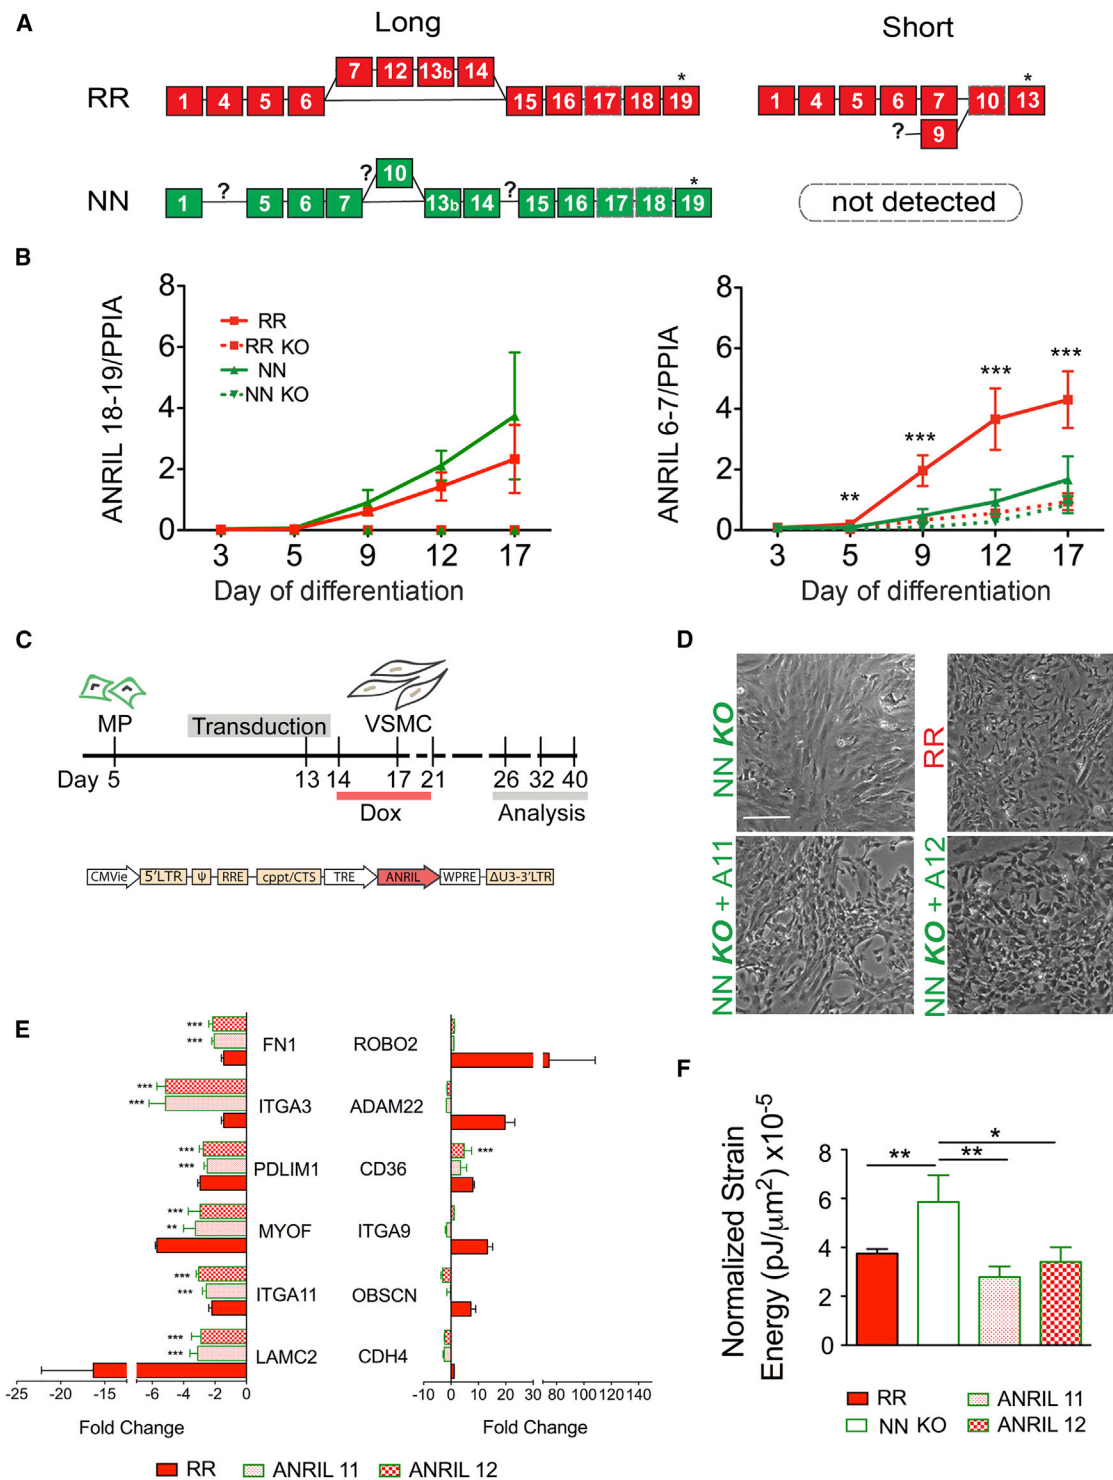 A
Long
Short
RR
7 12 13b 14
1 4 5 6
15 16 17 18 19
*
1 4 5 6 7 10 13
*
? 9
NN
1 ? 5 6 7 ? 10 13b 14 ? 15 16 17 18 19
*
not detected
B
ANRIL 18-19/PPIA
8
6
4
2
0
RR
RR KO
NN
NN KO
3 5 9 12 17
Day of differentiation
ANRIL 6-7/PPIA
8
6
4
2
0
** *** *** ***
3 5 9 12 17
Day of differentiation
C
MP
Transduction
VSMC
Day 5 13 14 17 21 26 32 40
Dox
Analysis
CMVie 5'LTR ψ RRE cppt/CTS TRE ANRIL WPRE ΔU3-3'LTR
D
NN KO
RR
NN KO + A11
NN KO + A12
E
***
***
FN1
***
***
ITGA3
***
***
PDLIM1
***
**
MYOF
***
***
ITGA11
***
***
LAMC2
-25 -20 -15 -6 -4 -2 0
Fold Change
ROBO2
ADAM22
CD36
***
ITGA9
OBSCN
CDH4
-10 0 10 20 30 80 100 140
Fold Change
RR ANRIL 11 ANRIL 12
F
Normalized Strain
Energy (pJ/µm²) x10-5
8
6
4
2
0
** ** *
RR
NN KO
ANRIL 11
ANRIL 12